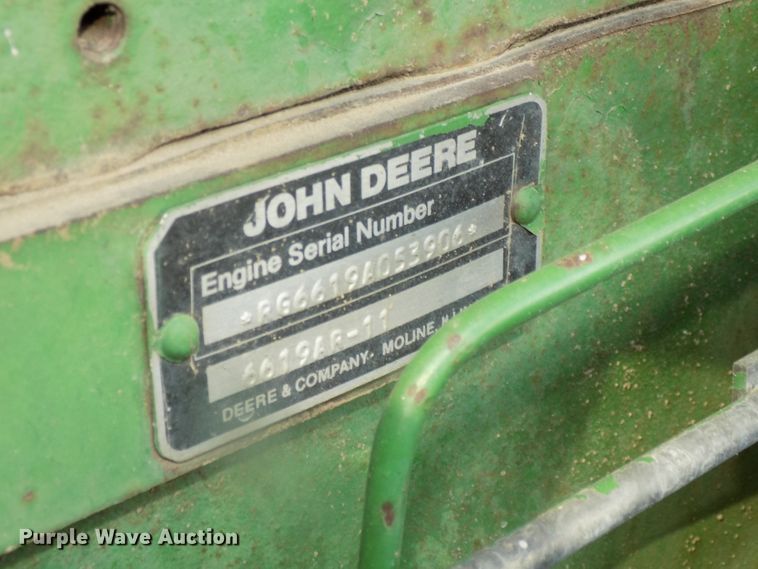 JOHN DEERE
Engine Serial Number
*RG6619A053906*
6619AR-11
DEERE & COMPANY MOLINE,
Purple Wave Auction